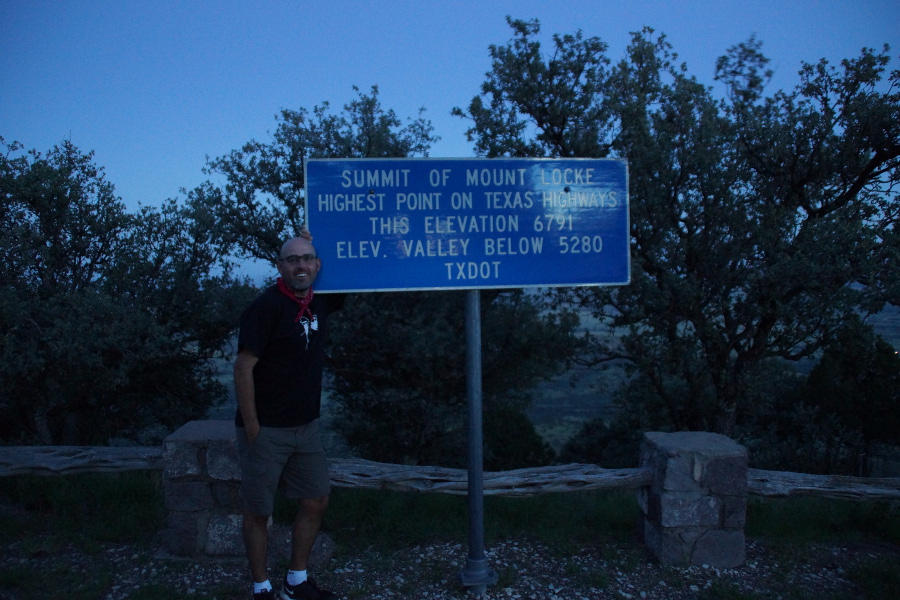 SUMMIT OF MOUNT LOCKE
HIGHEST POINT ON TEXAS HIGHWAYS
THIS ELEVATION 6791
ELEV. VALLEY BELOW 5280
TXDOT